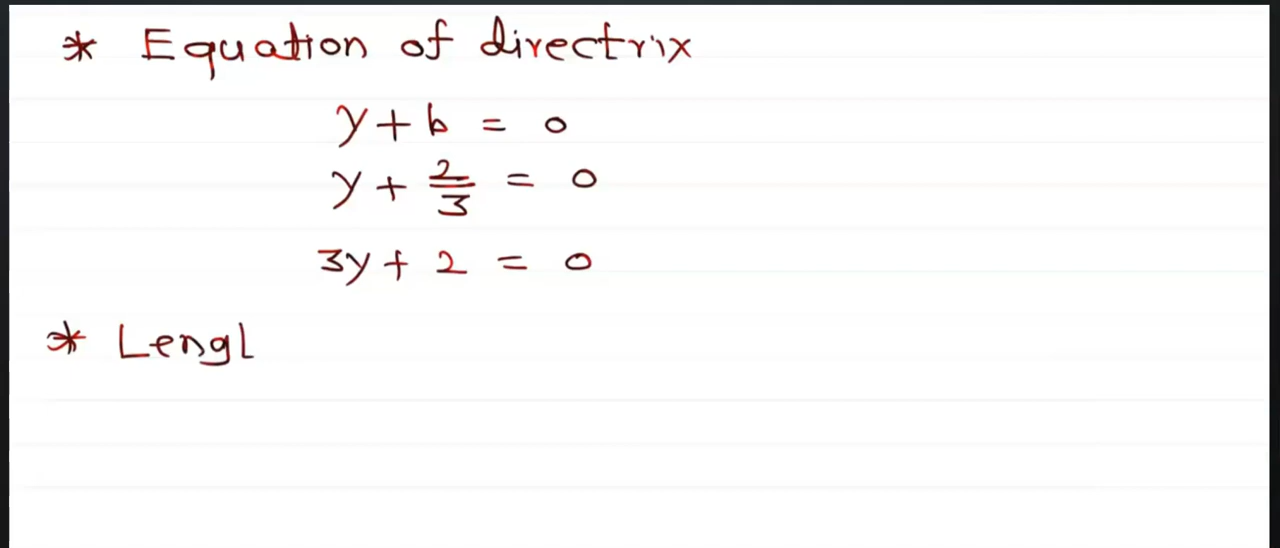 * Equation of directrix
y + b = 0
y + 2/3 = 0
3y + 2 = 0
* Lengl